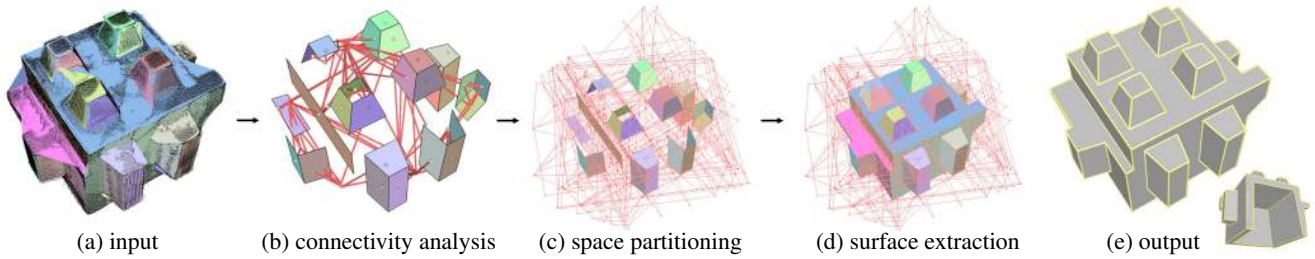 (a) input (b) connectivity analysis (c) space partitioning (d) surface extraction (e) output